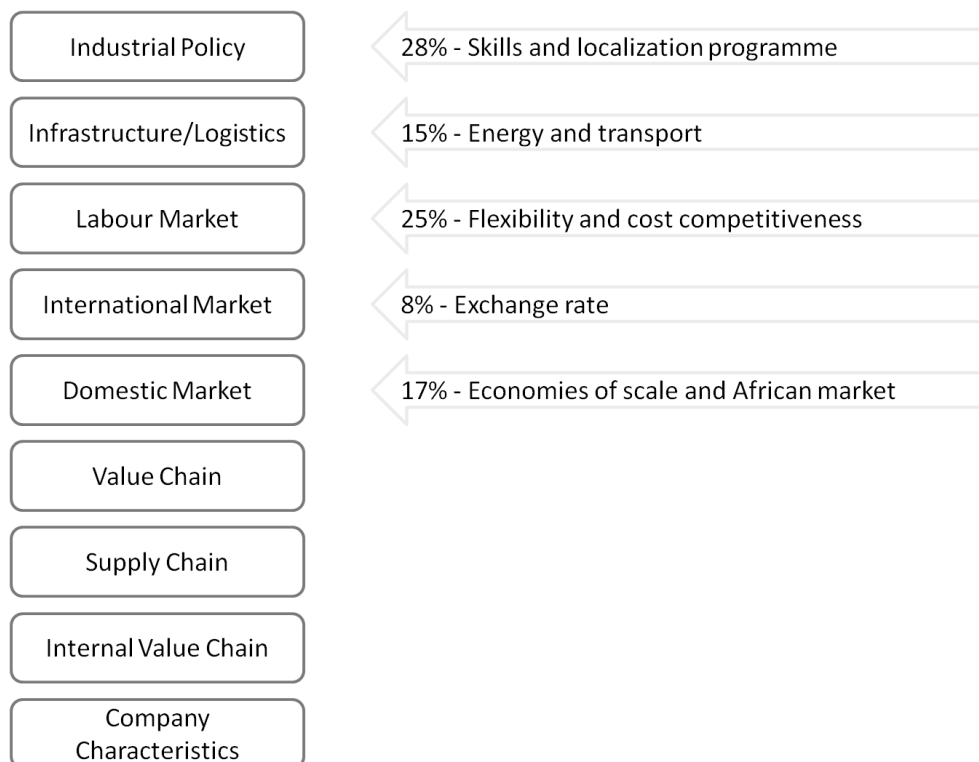 Industrial Policy
28% - Skills and localization programme
Infrastructure/Logistics
15% - Energy and transport
Labour Market
25% - Flexibility and cost competitiveness
International Market
8% - Exchange rate
Domestic Market
17% - Economies of scale and African market
Value Chain
Supply Chain
Internal Value Chain
Company
Characteristics